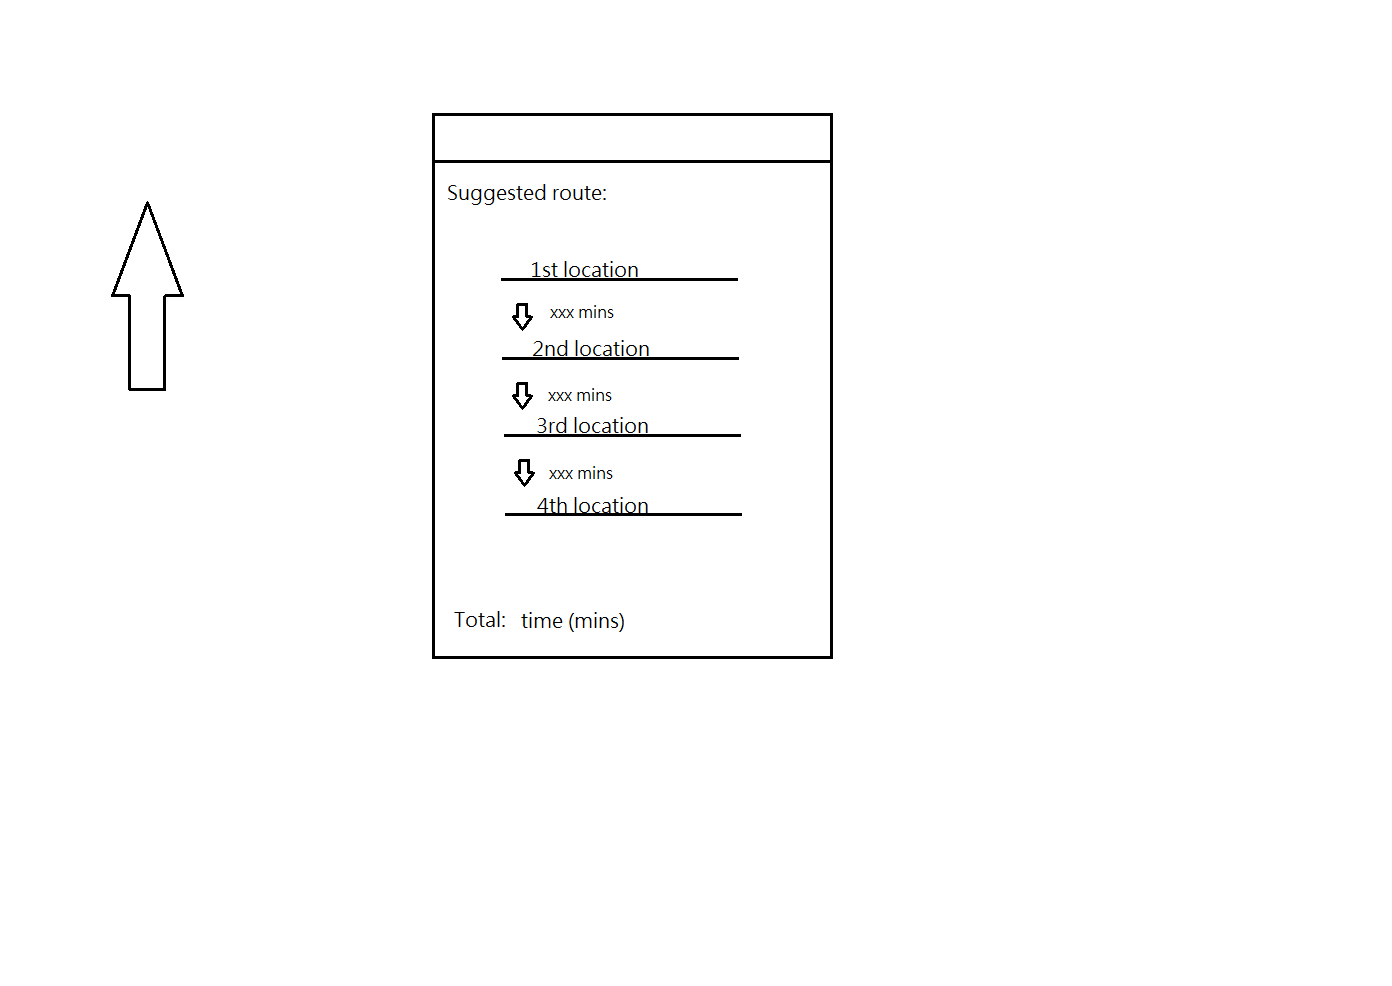 Suggested route:
1st location
xxx mins
2nd location
xxx mins
3rd location
xxx mins
4th location
Total: time (mins)